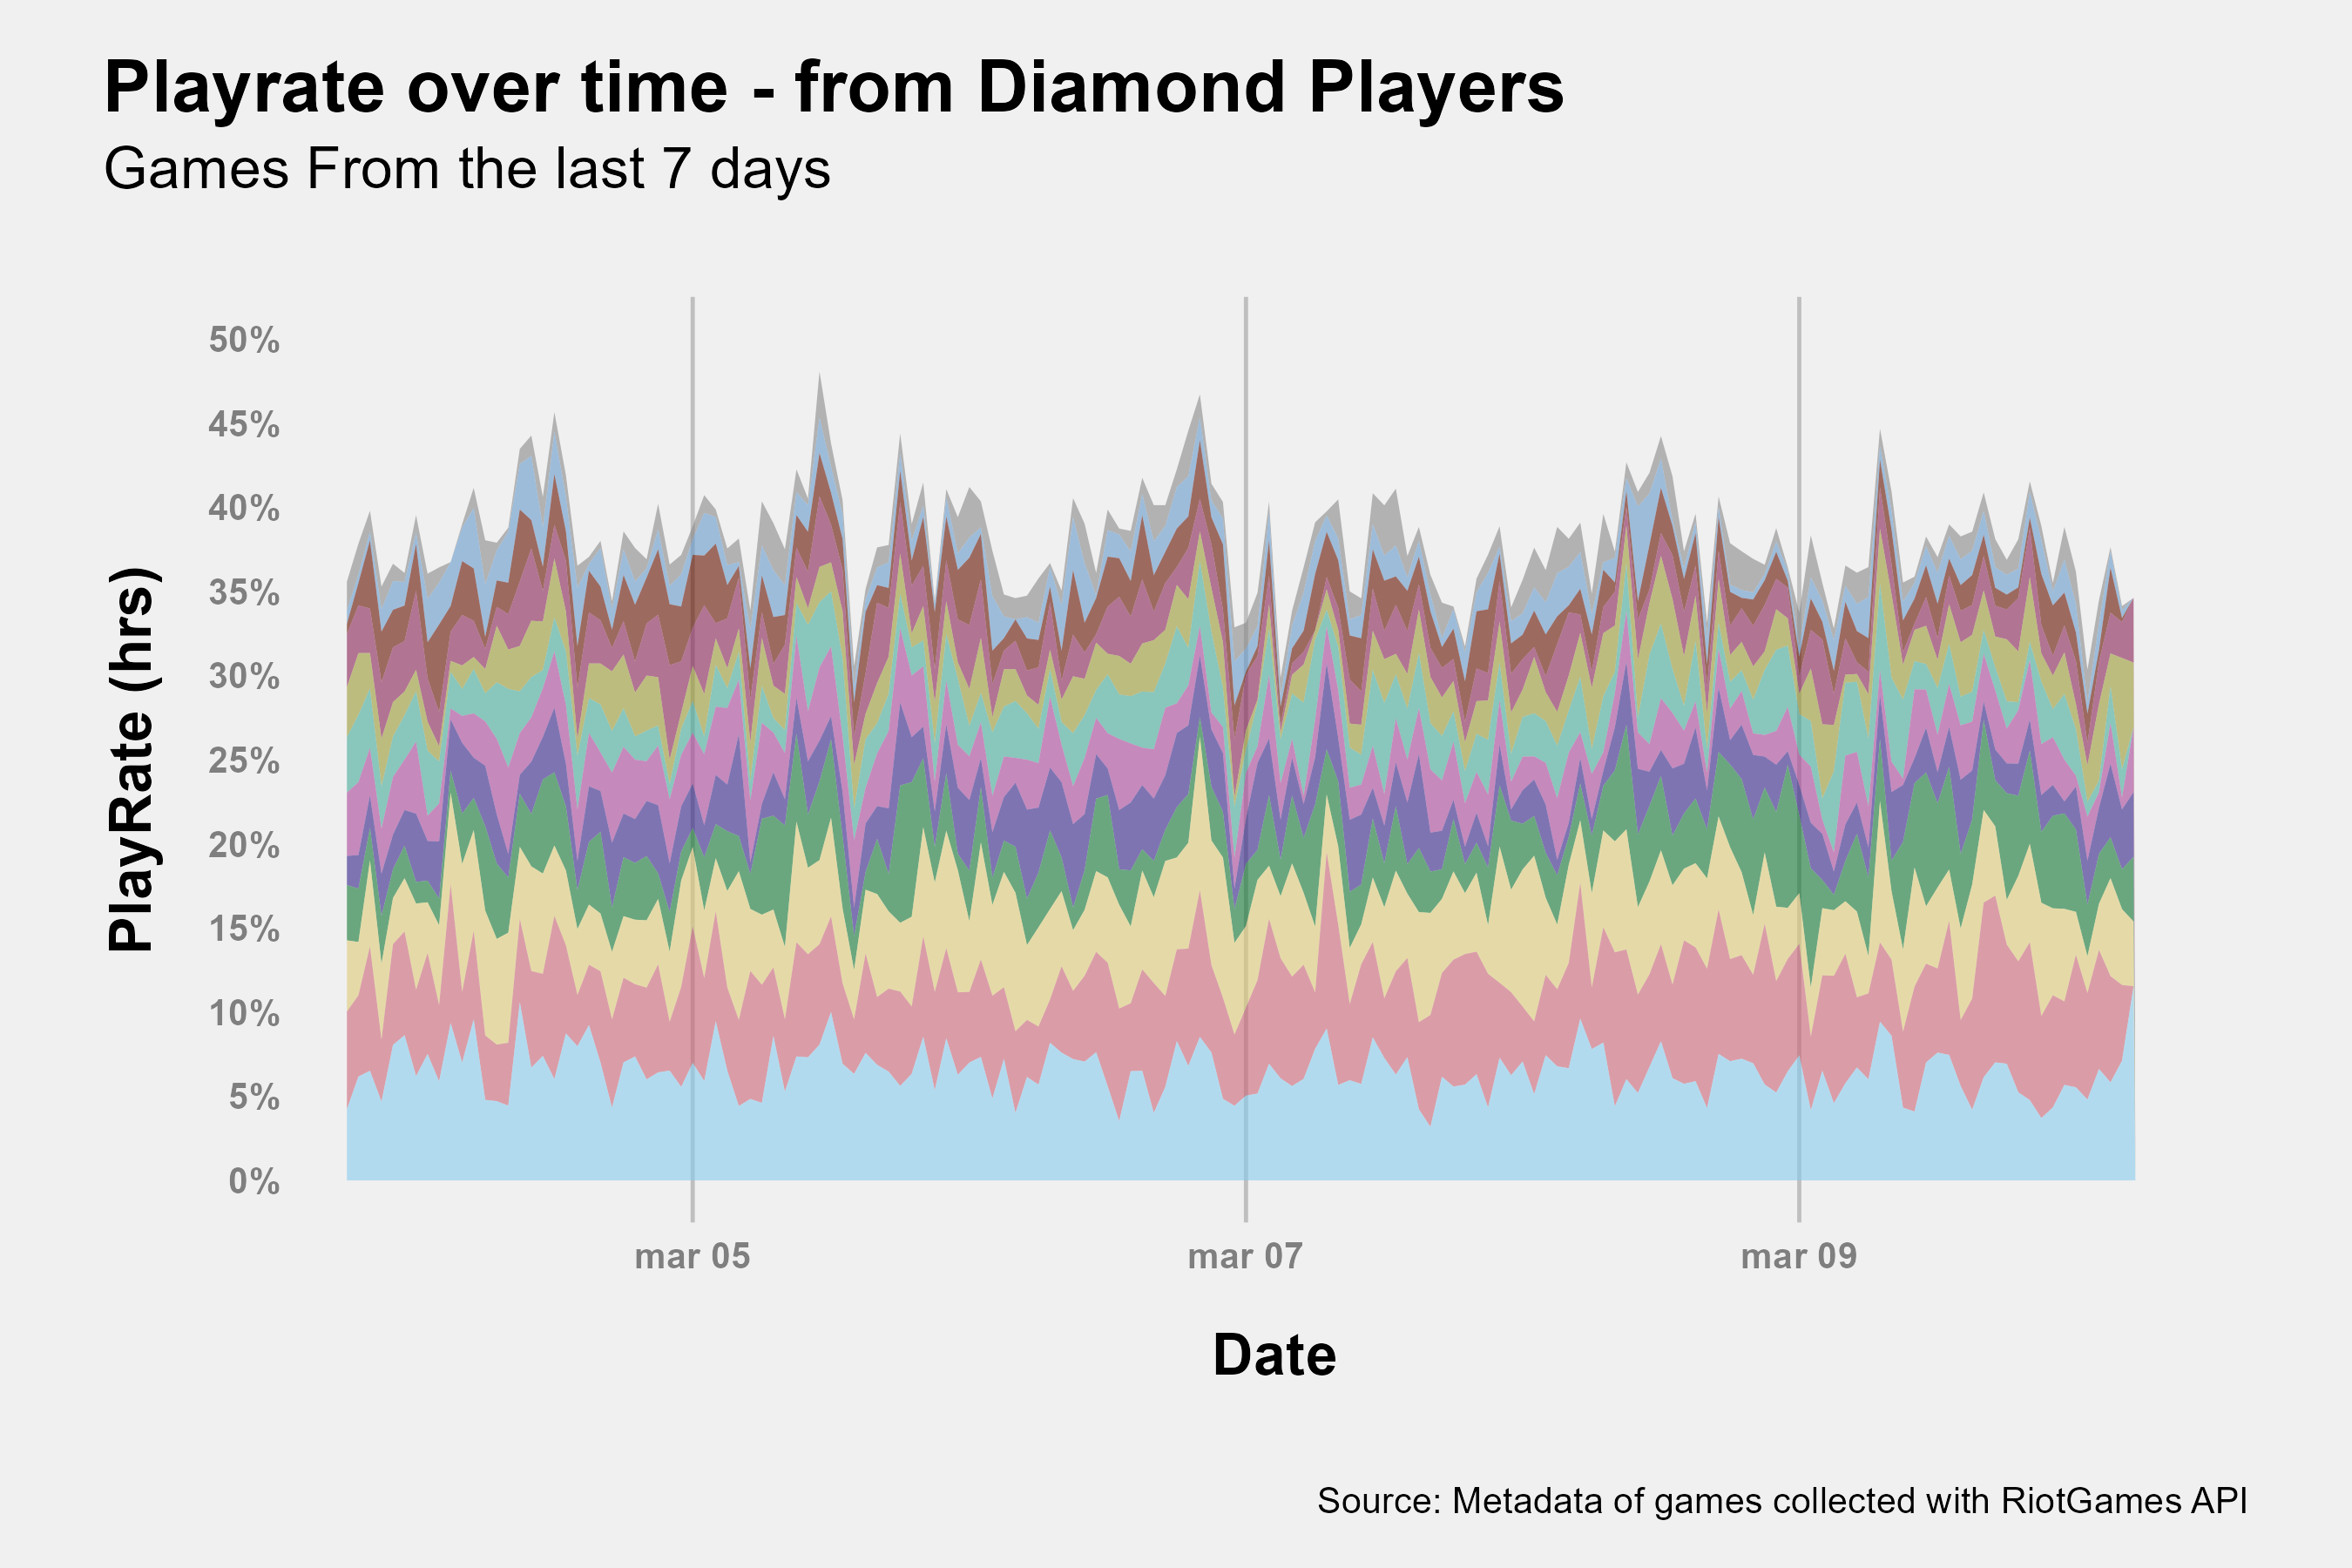 Playrate over time - from Diamond Players
Games From the last 7 days
PlayRate (hrs)
50%
45%
40%
35%
30%
25%
20%
15%
10%
5%
0%
mar 05
mar 07
mar 09
Date
Source: Metadata of games collected with RiotGames API